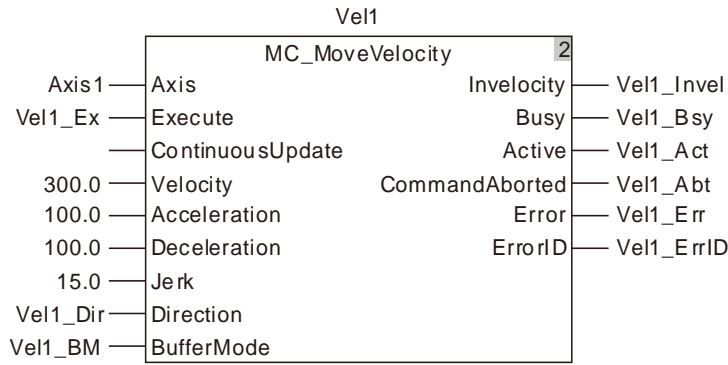 Vel1
MC_MoveVelocity 2
Axis1 Axis Invelocity Vel1_Invel
Vel1_Ex Execute Busy Vel1_Bsy
ContinuousUpdate Active Vel1_Act
300.0 Velocity CommandAborted Vel1_Abt
100.0 Acceleration Error Vel1_Err
100.0 Deceleration ErrorID Vel1_ErrID
15.0 Jerk
Vel1_Dir Direction
Vel1_BM BufferMode